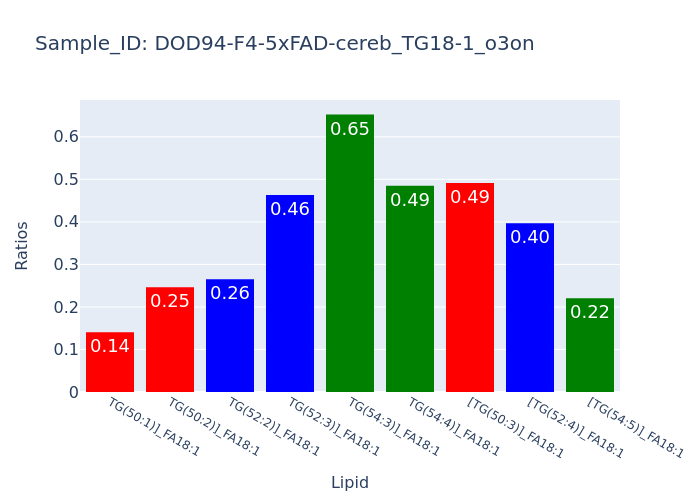 Sample_ID: DOD94-F4-5xFAD-cereb_TG18-1_o3on
Ratios
0.6
0.5
0.4
0.3
0.2
0.1
0
0.14
0.25
0.26
0.46
0.65
0.49
0.49
0.40
0.22
TG(50:1)]_FA18:1
TG(50:2)]_FA18:1
TG(52:2)]_FA18:1
TG(52:3)]_FA18:1
TG(54:3)]_FA18:1
TG(54:4)]_FA18:1
[TG(50:3)]_FA18:1
[TG(52:4)]_FA18:1
[TG(54:5)]_FA18:1
Lipid